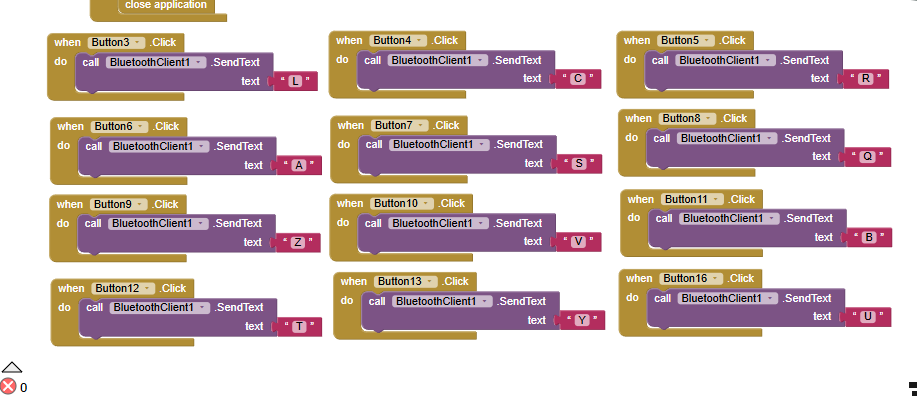 close application
when Button3 .Click
do call BluetoothClient1 .SendText
text " L "
when Button4 .Click
do call BluetoothClient1 .SendText
text " C "
when Button5 .Click
do call BluetoothClient1 .SendText
text " R "
when Button6 .Click
do call BluetoothClient1 .SendText
text " A "
when Button7 .Click
do call BluetoothClient1 .SendText
text " S "
when Button8 .Click
do call BluetoothClient1 .SendText
text " Q "
when Button9 .Click
do call BluetoothClient1 .SendText
text " Z "
when Button10 .Click
do call BluetoothClient1 .SendText
text " V "
when Button11 .Click
do call BluetoothClient1 .SendText
text " B "
when Button12 .Click
do call BluetoothClient1 .SendText
text " T "
when Button13 .Click
do call BluetoothClient1 .SendText
text " Y "
when Button16 .Click
do call BluetoothClient1 .SendText
text " U "
0